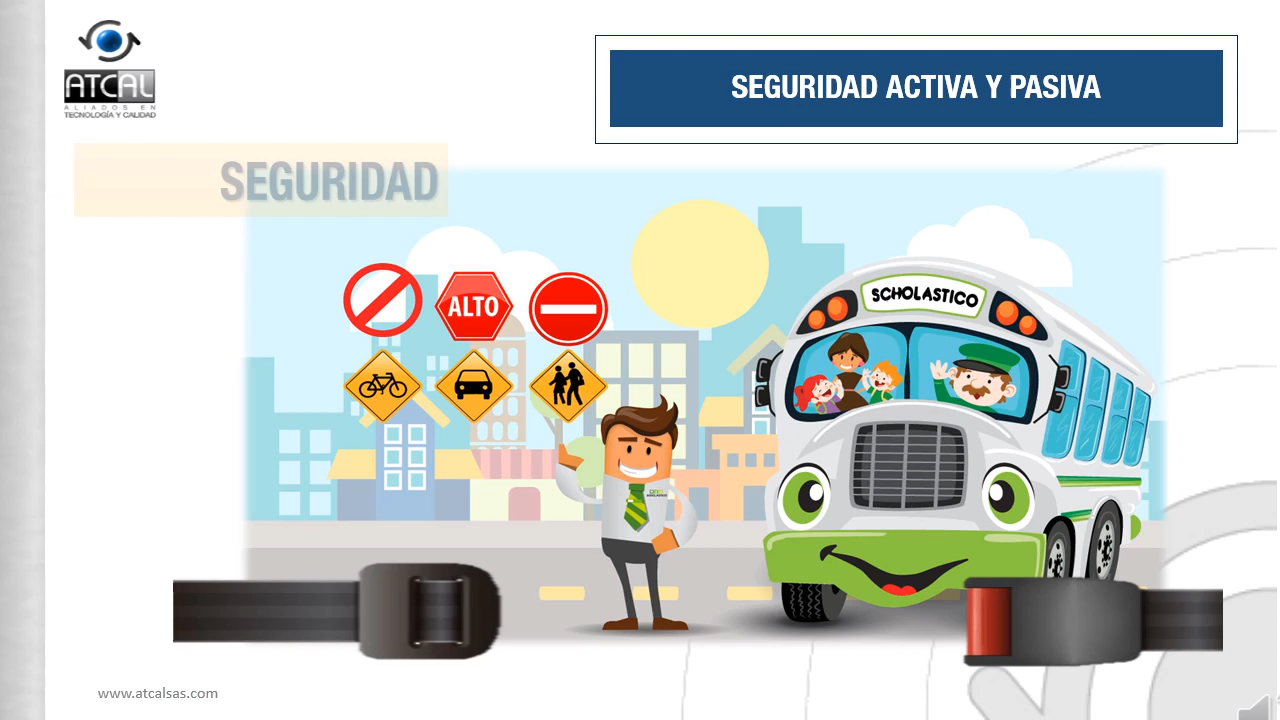 ATCAL
ALIADOS EN
TECNOLOGÍA Y CALIDAD
SEGURIDAD ACTIVA Y PASIVA
SEGURIDAD
ALTO
SCHOLASTICO
www.atcalsas.com